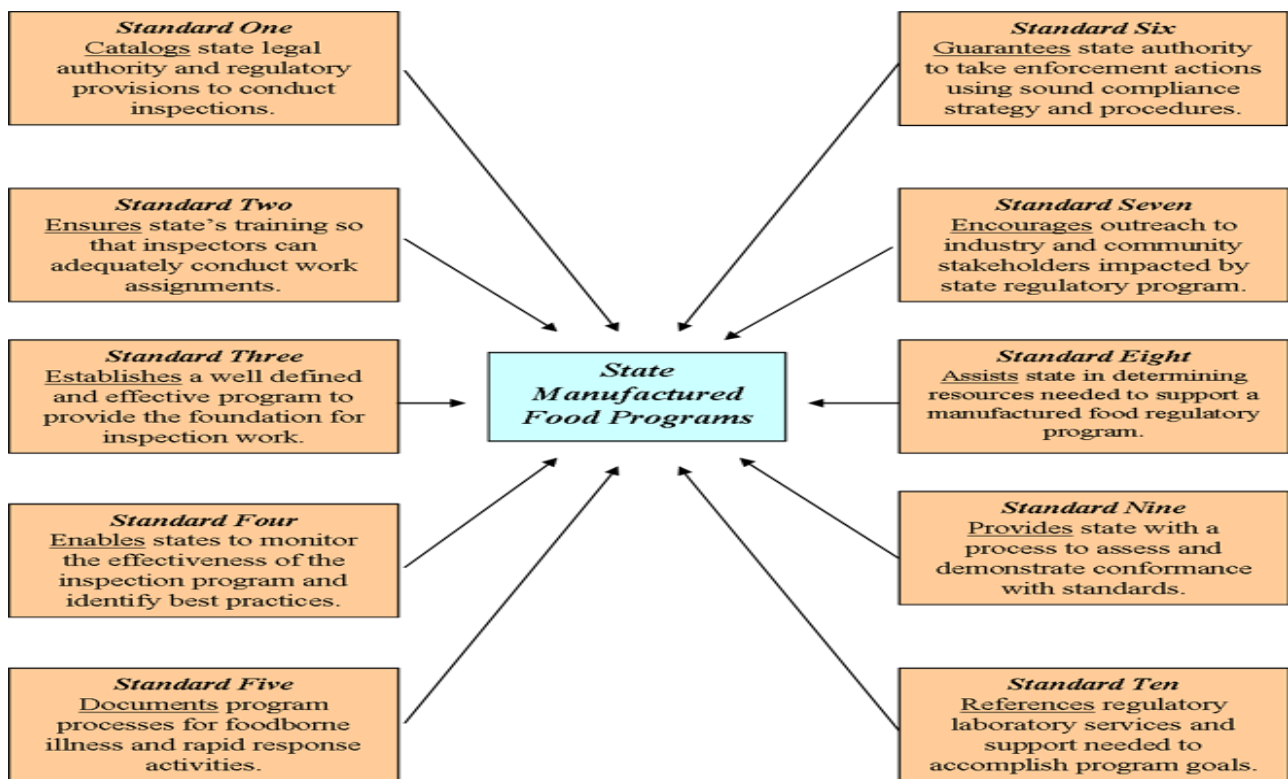 Standard One
Catalogs state legal
authority and regulatory
provisions to conduct
inspections.
Standard Two
Ensures state's training so
that inspectors can
adequately conduct work
assignments.
Standard Three
Establishes a well defined
and effective program to
provide the foundation for
inspection work.
Standard Four
Enables states to monitor
the effectiveness of the
inspection program and
identify best practices.
Standard Five
Documents program
processes for foodborne
illness and rapid response
activities.
State
Manufactured
Food Programs
Standard Six
Guarantees state authority
to take enforcement actions
using sound compliance
strategy and procedures.
Standard Seven
Encourages outreach to
industry and community
stakeholders impacted by
state regulatory program.
Standard Eight
Assists state in determining
resources needed to support a
manufactured food regulatory
program.
Standard Nine
Provides state with a
process to assess and
demonstrate conformance
with standards.
Standard Ten
References regulatory
laboratory services and
support needed to
accomplish program goals.